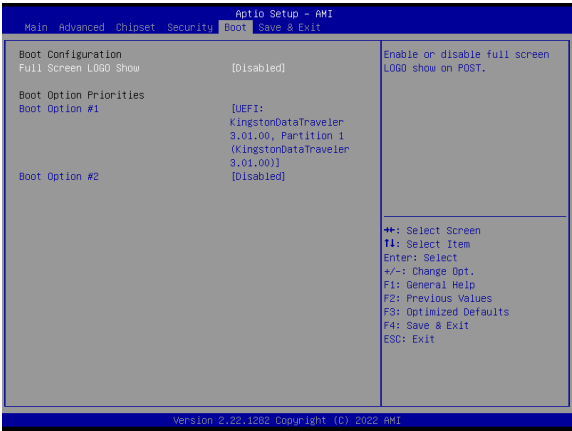 Aptio Setup – AMI
Main Advanced Chipset Security Boot Save & Exit
Boot Configuration
Full Screen LOGO Show [Disabled]
Boot Option Priorities
Boot Option #1 [UEFI:
KingstonDataTraveler
3.01.00, Partition 1
(KingstonDataTraveler
3.01.00)]
Boot Option #2 [Disabled]
Enable or disable full screen
LOGO show on POST.
→←: Select Screen
↑↓: Select Item
Enter: Select
+/-: Change Opt.
F1: General Help
F2: Previous Values
F3: Optimized Defaults
F4: Save & Exit
ESC: Exit
Version 2.22.1282 Copyright (C) 2022 AMI